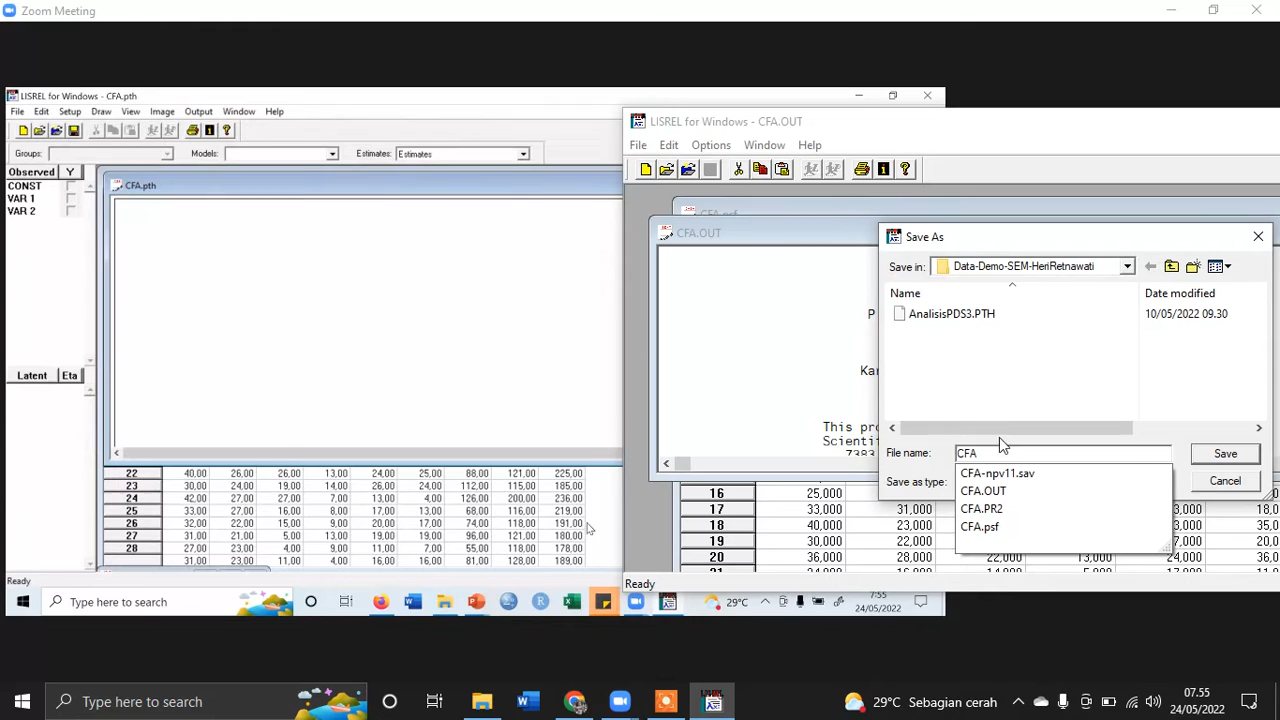 Zoom Meeting
LISREL for Windows - CFA.pth
File Edit Setup Draw View Image Output Window Help
Groups: Models: Estimates: Estimates
Observed Y
CONST
VAR 1
VAR 2
CFA.pth
Latent Eta
22 40,00 26,00 26,00 13,00 24,00 25,00 88,00 121,00 225,00
23 30,00 24,00 19,00 14,00 26,00 24,00 112,00 115,00 185,00
24 42,00 27,00 16,00 8,00 17,00 4,00 126,00 200,00 236,00
25 33,00 27,00 16,00 8,00 13,00 13,00 68,00 116,00 219,00
26 32,00 22,00 15,00 9,00 20,00 17,00 74,00 118,00 191,00
27 31,00 21,00 5,00 13,00 19,00 19,00 96,00 121,00 180,00
28 27,00 23,00 4,00 9,00 11,00 7,00 55,00 118,00 178,00
31,00 23,00 11,00 4,00 16,00 16,00 81,00 128,00 189,00
Ready
Type here to search
29°C
7:55
24/05/2022
LISREL for Windows - CFA.OUT
File Edit Options Window Help
CFA.psf
CFA.OUT
P
Kar
This pro
Scientif
7383
16 25,000
17 33,000 31,000
18 40,000 23,000
19 30,000 22,000
20 36,000 28,000 22,000 13,000 24,000 36,0
Ready
Save As
Save in: Data-Demo-SEM-HeriRetnawati
Name Date modified
AnalisisPDS3.PTH 10/05/2022 09.30
File name: CFA Save
Save as type: Cancel
CFA-npv11.sav
CFA.OUT
CFA.PR2
CFA.psf
Type here to search
29°C Sebagian cerah
07.55
24/05/2022